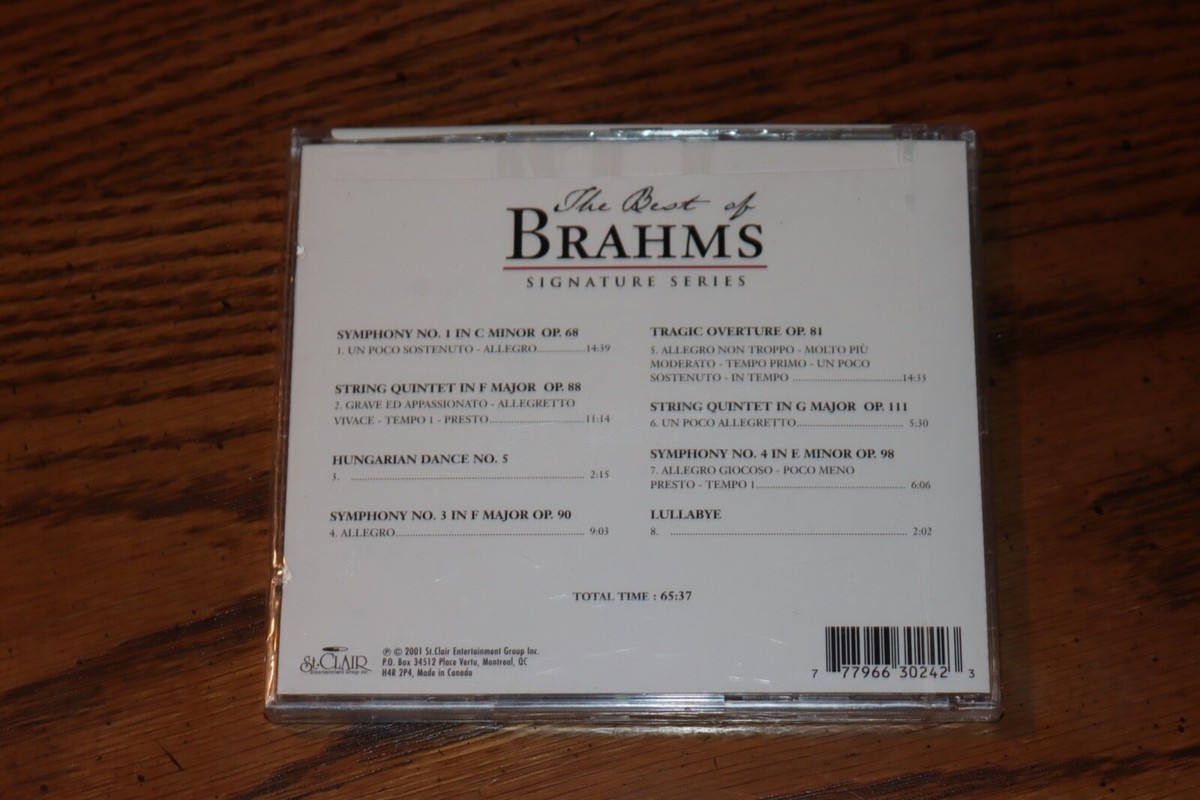 The Best of
BRAHMS
SIGNATURE SERIES
SYMPHONY NO. 1 IN C MINOR OP. 68
1. UN POCO SOSTENUTO - ALLEGRO..............14:39
STRING QUINTET IN F MAJOR OP. 88
2. GRAVE ED APPASSIONATO - ALLEGRETTO
VIVACE - TEMPO 1 - PRESTO............................11:14
HUNGARIAN DANCE NO. 5
3. .................................................................... 2:15
SYMPHONY NO. 3 IN F MAJOR OP. 90
4. ALLEGRO....................................................... 9:03
TRAGIC OVERTURE OP. 81
5. ALLEGRO NON TROPPO - MOLTO PIÙ
MODERATO - TEMPO PRIMO - UN POCO
SOSTENUTO - IN TEMPO ................................14:33
STRING QUINTET IN G MAJOR OP. 111
6. UN POCO ALLEGRETTO............................... 5:30
SYMPHONY NO. 4 IN E MINOR OP. 98
7. ALLEGRO GIOCOSO - POCO MENO
PRESTO - TEMPO 1........................................... 6:06
LULLABYE
8. .................................................................... 2:02
TOTAL TIME : 65:37
St.CLAIR
Entertainment Group Inc.
℗ © 2001 St.Clair Entertainment Group Inc.
P.O. Box 34512 Place Vertu, Montreal, QC
H4R 2P4, Made in Canada
7 77966 30242 3